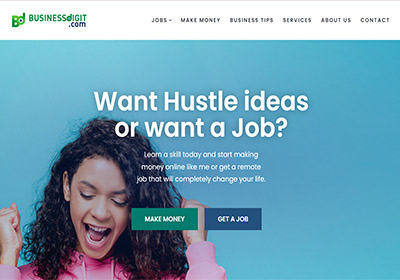 BUSINESSDIGIT
.com
JOBS MAKE MONEY BUSINESS TIPS SERVICES ABOUT US CONTACT
Want Hustle ideas
or want a Job?
Learn a skill today and start making
money online like me or get a remote
job that will completely change your life.
MAKE MONEY GET A JOB